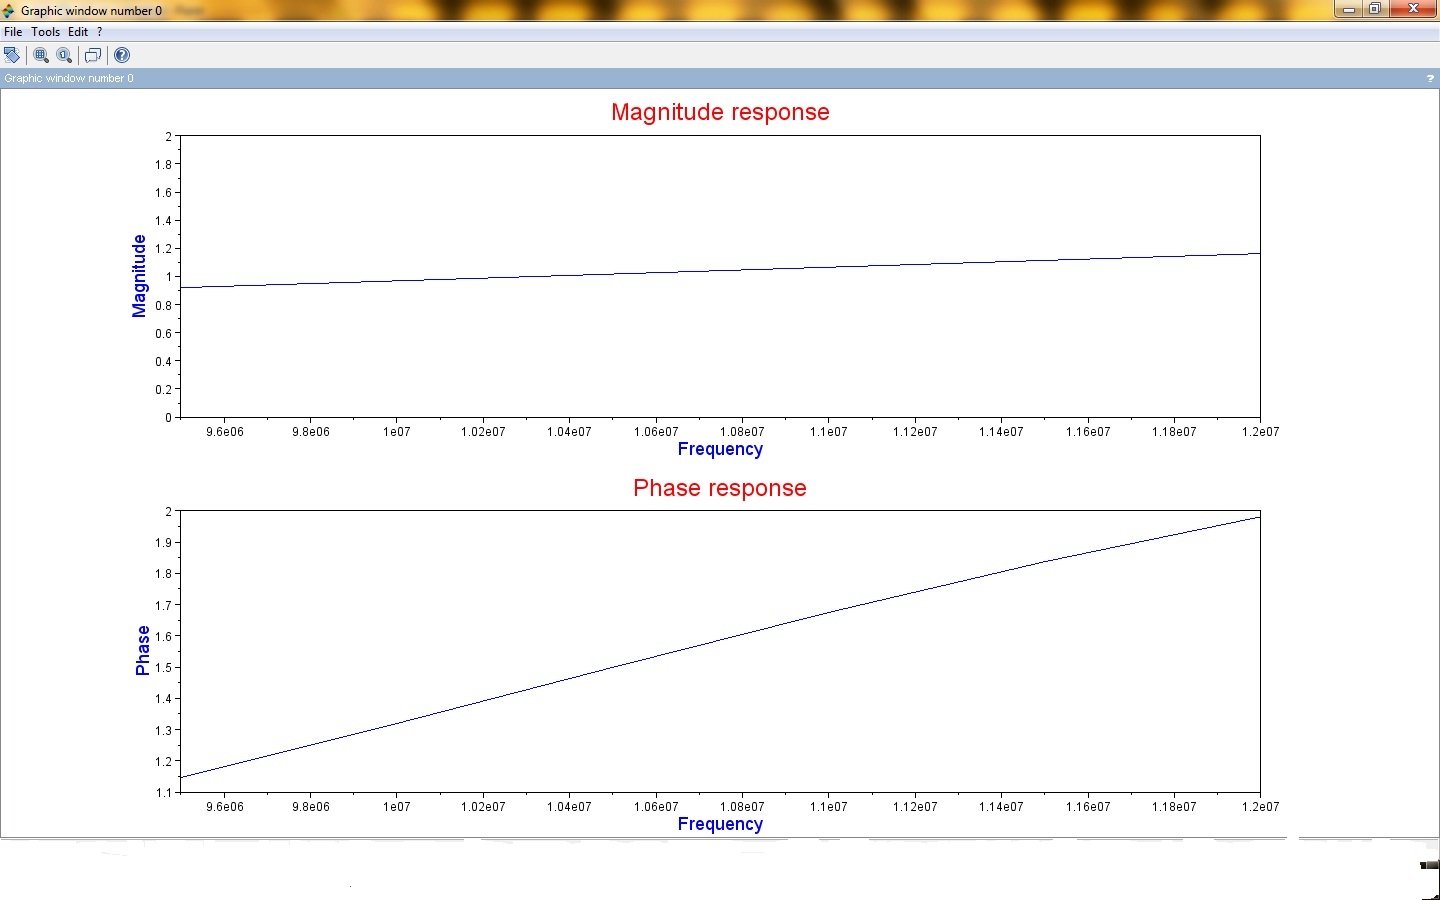 Graphic window number 0
File Tools Edit ?
Graphic window number 0 ?
Magnitude response
2
1.8
1.6
1.4
1.2
1
0.8
0.6
0.4
0.2
0
Magnitude
9.6e06 9.8e06 1e07 1.02e07 1.04e07 1.06e07 1.08e07 1.1e07 1.12e07 1.14e07 1.16e07 1.18e07 1.2e07
Frequency
Phase response
2
1.9
1.8
1.7
1.6
1.5
1.4
1.3
1.2
1.1
Phase
9.6e06 9.8e06 1e07 1.02e07 1.04e07 1.06e07 1.08e07 1.1e07 1.12e07 1.14e07 1.16e07 1.18e07 1.2e07
Frequency